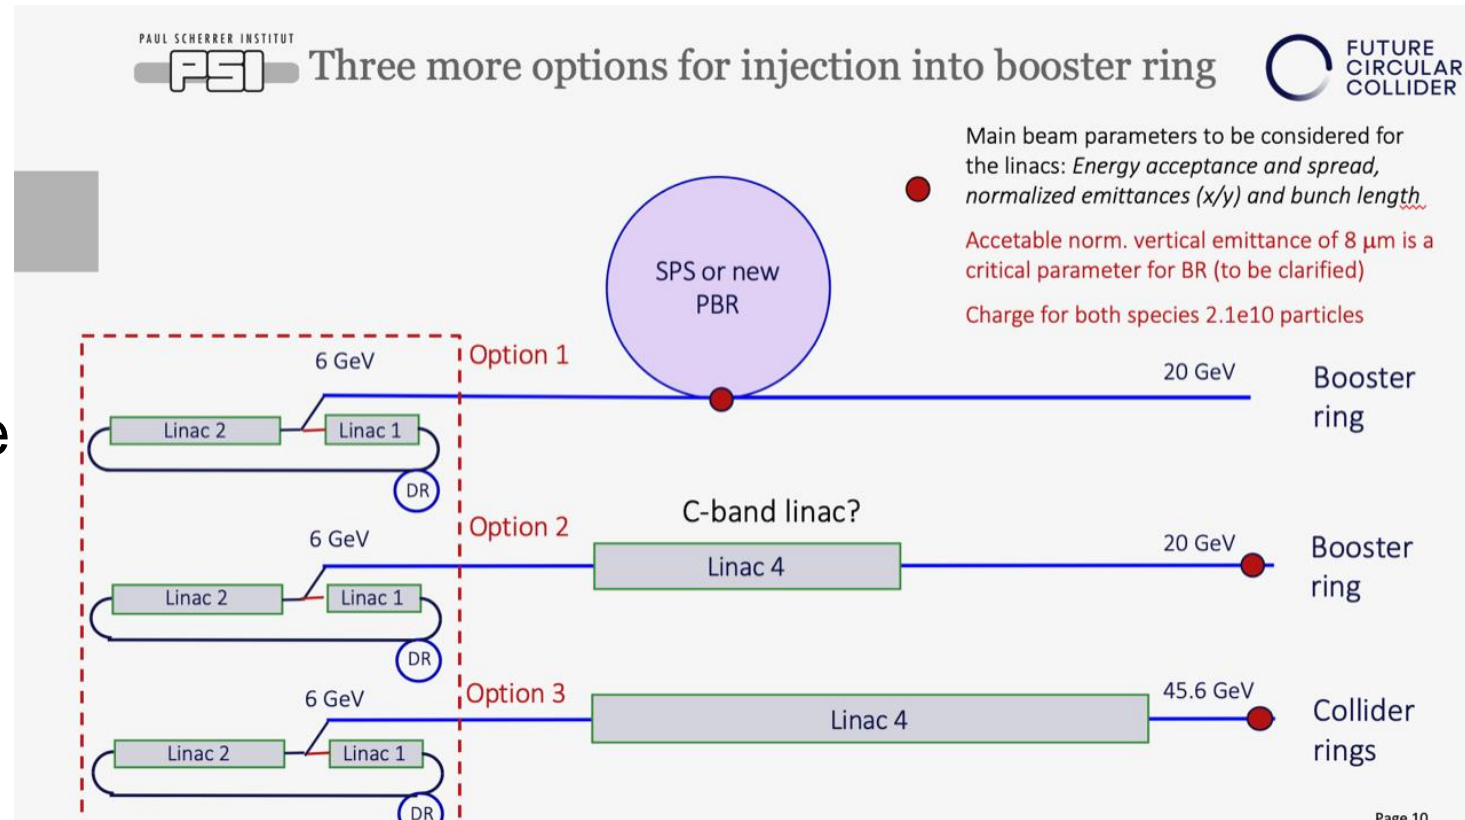 PAUL SCHERRER INSTITUT
PSI
Three more options for injection into booster ring
FUTURE
CIRCULAR
COLLIDER
Main beam parameters to be considered for
the linacs: Energy acceptance and spread,
normalized emittances (x/y) and bunch length
Accetable norm. vertical emittance of 8 μm is a
critical parameter for BR (to be clarified)
Charge for both species 2.1e10 particles
SPS or new
PBR
6 GeV
Option 1
20 GeV
Booster
ring
Linac 2
Linac 1
DR
e
C-band linac?
6 GeV
Option 2
Linac 4
20 GeV
Booster
ring
Linac 2
Linac 1
DR
6 GeV
Option 3
Linac 4
45.6 GeV
Collider
rings
Linac 2
Linac 1
DR
Page 10